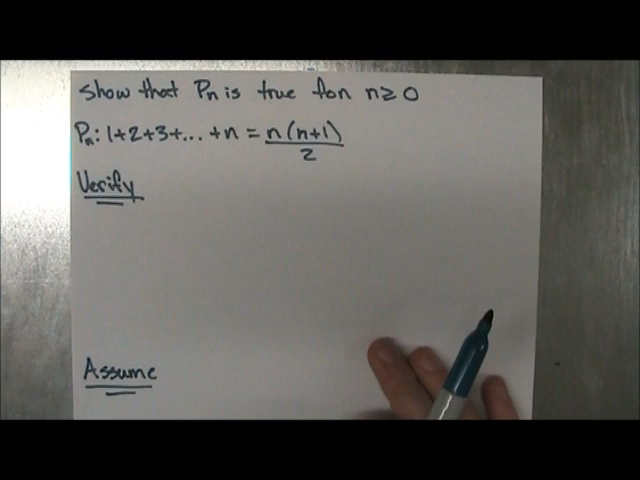 Show that Pn is true for n≥0
Pn: 1+2+3+... +n = n(n+1)/2
Verify
Assume